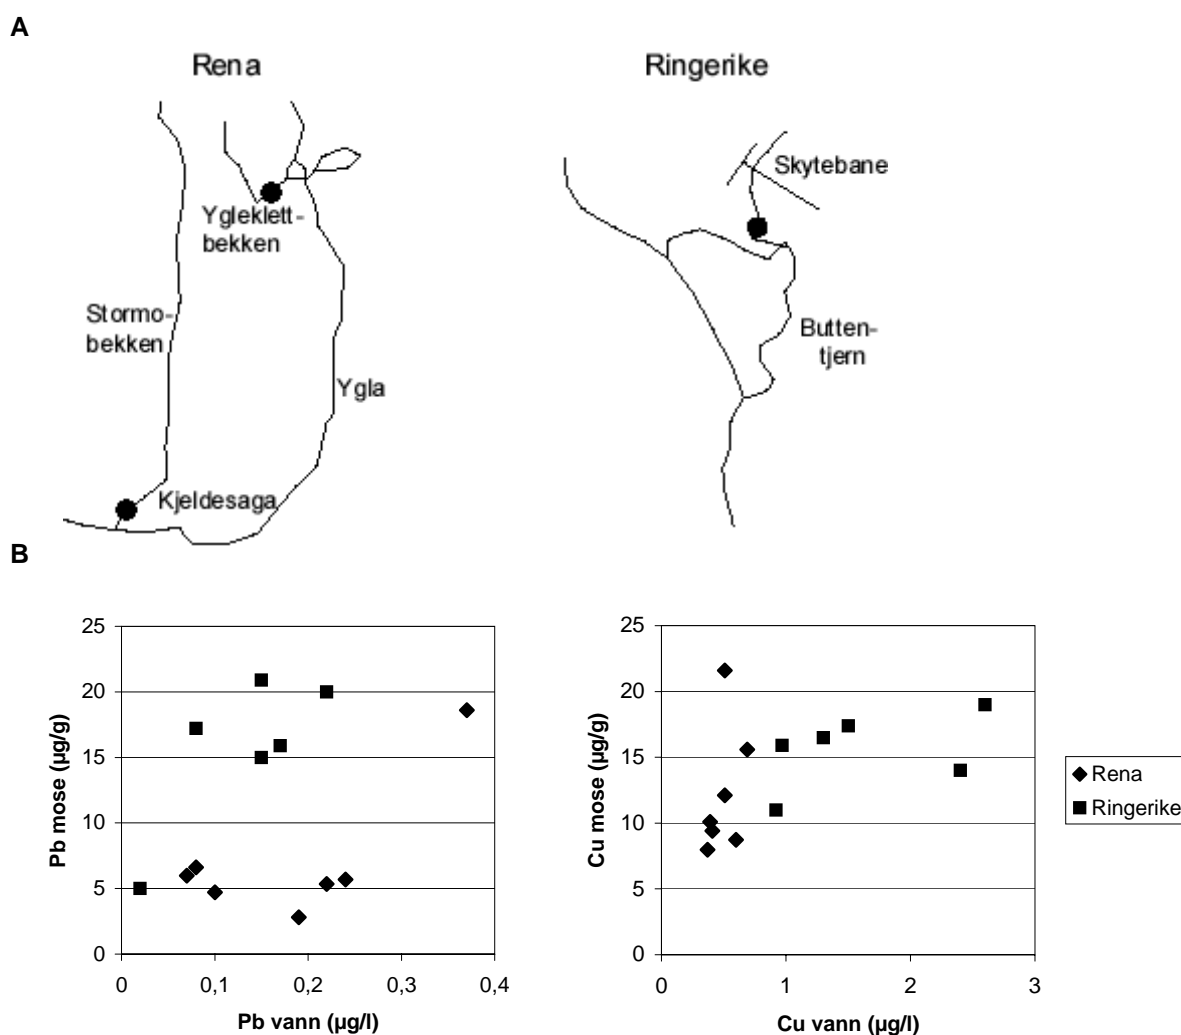 A
Rena
Ringerike
Skytebane
Ygleklett-
bekken
Stormo-
bekken
Butten-
tjern
Ygla
Kjeldesaga
B
25
20
15
10
5
0
Pb mose (µg/g)
0
0,1
0,2
0,3
0,4
Pb vann (µg/l)
25
20
15
10
5
0
Cu mose (µg/g)
0
1
2
3
Cu vann (µg/l)
Rena
Ringerike